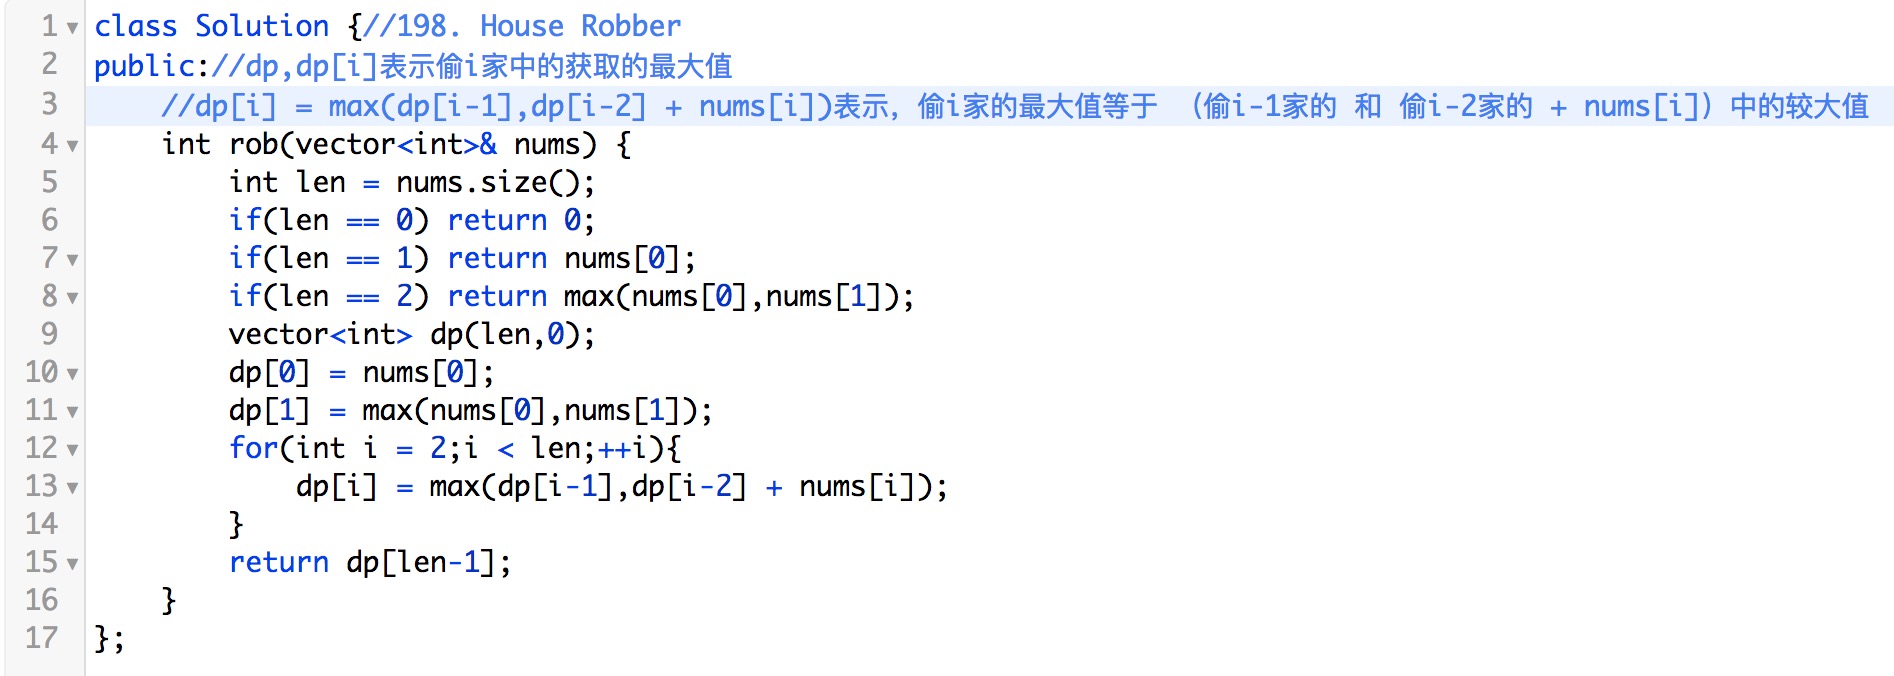 1 class Solution {//198. House Robber
2 public://dp,dp[i]表示偷i家中的获取的最大值
3     //dp[i] = max(dp[i-1],dp[i-2] + nums[i])表示，偷i家的最大值等于 （偷i-1家的 和 偷i-2家的 + nums[i]）中的较大值
4     int rob(vector<int>& nums) {
5         int len = nums.size();
6         if(len == 0) return 0;
7         if(len == 1) return nums[0];
8         if(len == 2) return max(nums[0],nums[1]);
9         vector<int> dp(len,0);
10         dp[0] = nums[0];
11         dp[1] = max(nums[0],nums[1]);
12         for(int i = 2;i < len;++i){
13             dp[i] = max(dp[i-1],dp[i-2] + nums[i]);
14         }
15         return dp[len-1];
16     }
17 };